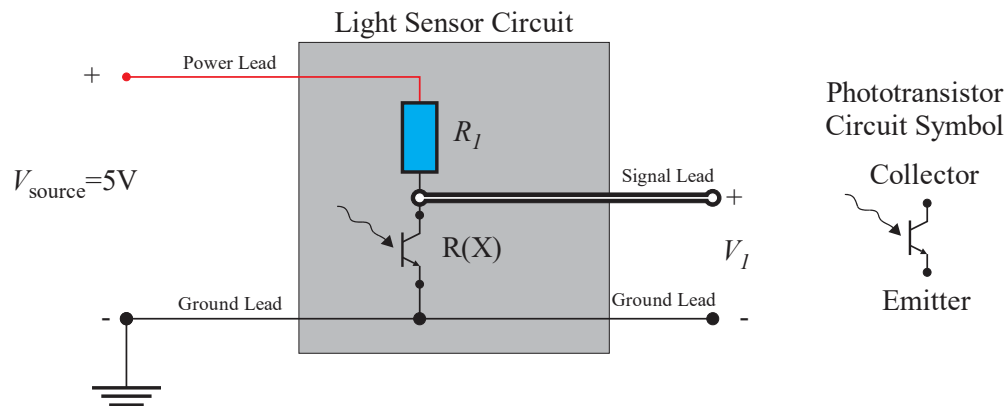 Light Sensor Circuit
+
Power Lead
R1
Vsource=5V
Signal Lead
+
R(X)
V1
Ground Lead
Ground Lead
-
-
Phototransistor
Circuit Symbol
Collector
Emitter